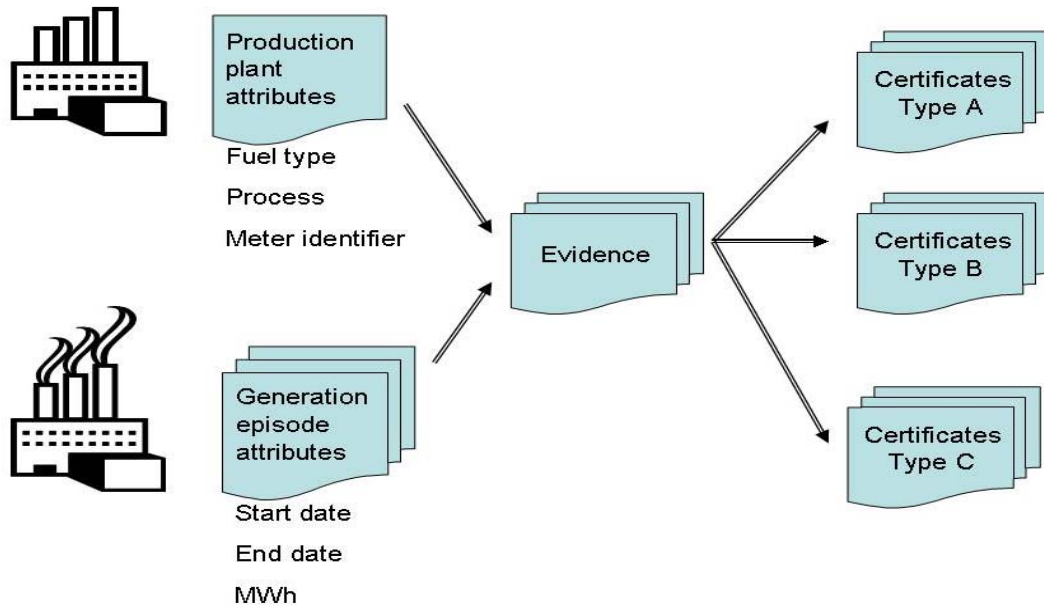 Production
plant
attributes
Fuel type
Process
Meter identifier
Generation
episode
attributes
Start date
End date
MWh
Evidence
Certificates
Type A
Certificates
Type B
Certificates
Type C